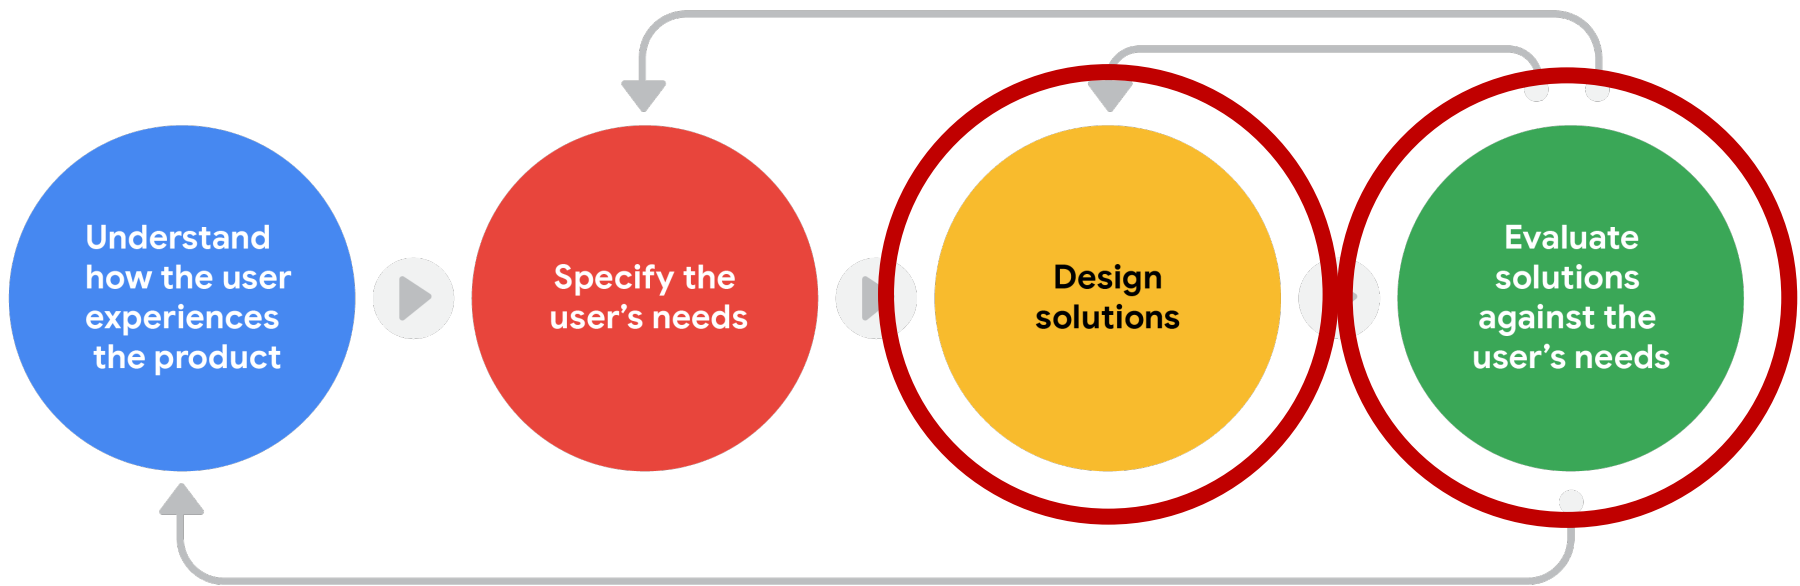 Understand
how the user
experiences
the product
Specify the
user’s needs
Design
solutions
Evaluate
solutions
against the
user’s needs